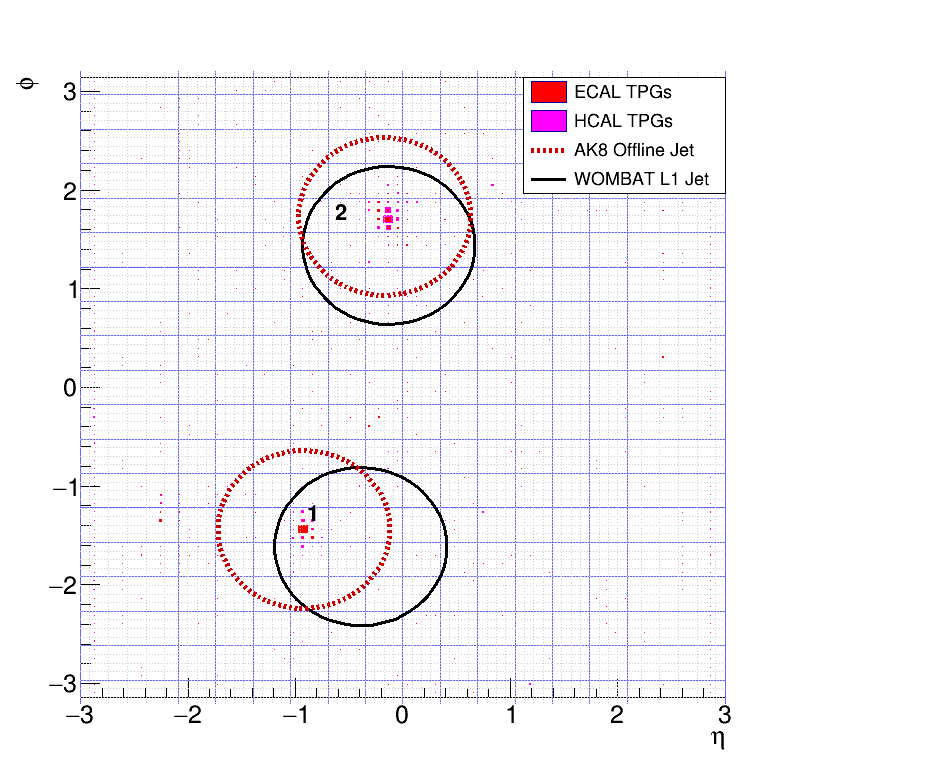 φ
3
2
1
0
−1
−2
−3
ECAL TPGs
HCAL TPGs
AK8 Offline Jet
WOMBAT L1 Jet
2
1
−3 −2 −1 0 1 2 3
η